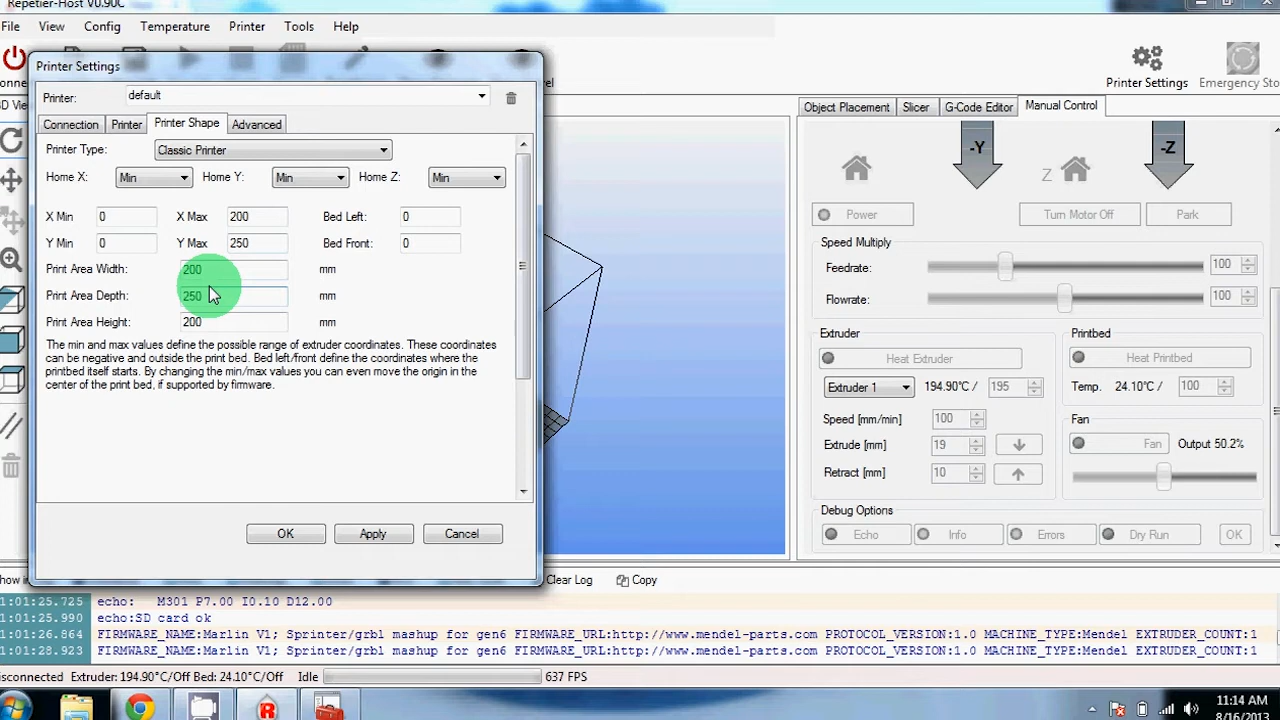 Repetier-Host V0.90C
File View Config Temperature Printer Tools Help
Printer Settings Emergency Sto
Printer Settings
Printer: default
Connection Printer Printer Shape Advanced
Printer Type: Classic Printer
Home X: Min Home Y: Min Home Z: Min
X Min 0 X Max 200 Bed Left: 0
Y Min 0 Y Max 250 Bed Front: 0
Print Area Width: 200 mm
Print Area Depth: 250 mm
Print Area Height: 200 mm
The min and max values define the possible range of extruder coordinates. These coordinates
can be negative and outside the print bed. Bed left/front define the coordinates where the
printbed itself starts. By changing the min/max values you can even move the origin in the
center of the print bed, if supported by firmware.
OK Apply Cancel
Object Placement Slicer G-Code Editor Manual Control
-Y -Z
Z
Power Turn Motor Off Park
Speed Multiply
Feedrate: 100
Flowrate: 100
Extruder Printbed
Heat Extruder Heat Printbed
Extruder 1 194.90°C / 195 Temp. 24.10°C / 100
Speed [mm/min] 100 Fan
Extrude [mm] 19 Fan Output 50.2%
Retract [mm] 10
Debug Options
Echo Info Errors Dry Run OK
how in Clear Log Copy
1:01:25.725 echo: M301 P7.00 I0.10 D12.00
1:01:25.990 echo:SD card ok
1:01:26.864 FIRMWARE_NAME:Marlin V1; Sprinter/grbl mashup for gen6 FIRMWARE_URL:http://www.mendel-parts.com PROTOCOL_VERSION:1.0 MACHINE_TYPE:Mendel EXTRUDER_COUNT:1
1:01:28.923 FIRMWARE_NAME:Marlin V1; Sprinter/grbl mashup for gen6 FIRMWARE_URL:http://www.mendel-parts.com PROTOCOL_VERSION:1.0 MACHINE_TYPE:Mendel EXTRUDER_COUNT:1
isconnected Extruder: 194.90°C/Off Bed: 24.10°C/Off Idle 637 FPS
11:14 AM
8/16/2013